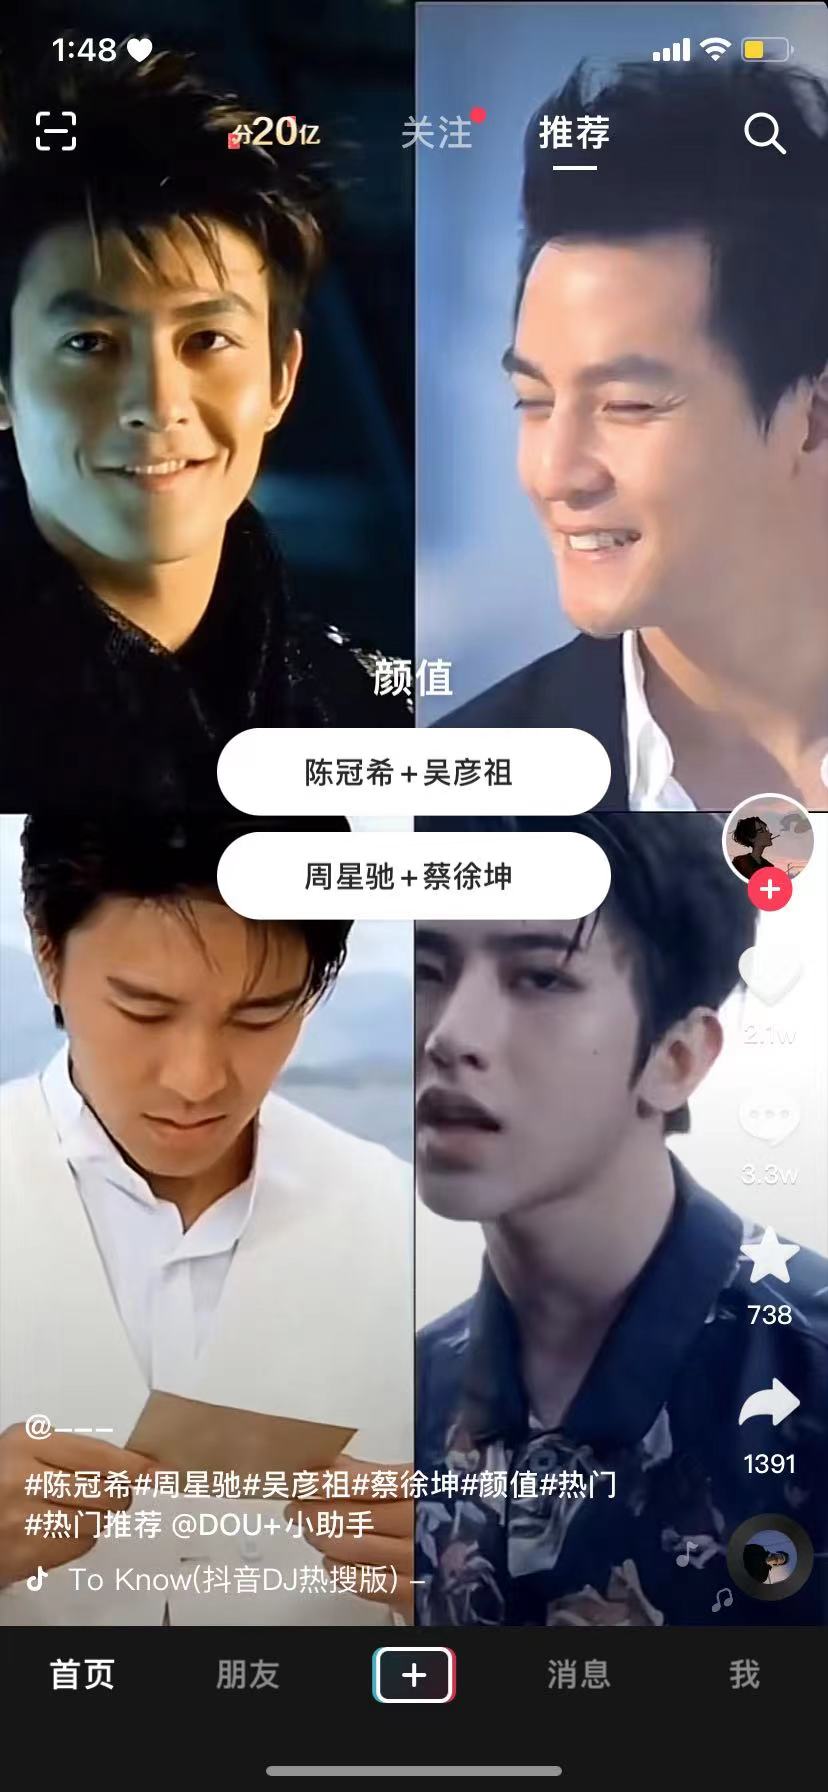 1:48
分20亿
关注
推荐
颜值
陈冠希+吴彦祖
周星驰+蔡徐坤
2.1w
3.3w
738
1391
@---
#陈冠希#周星驰#吴彦祖#蔡徐坤#颜值#热门
#热门推荐 @DOU+小助手
To Know(抖音DJ热搜版) –
首页
朋友
消息
我